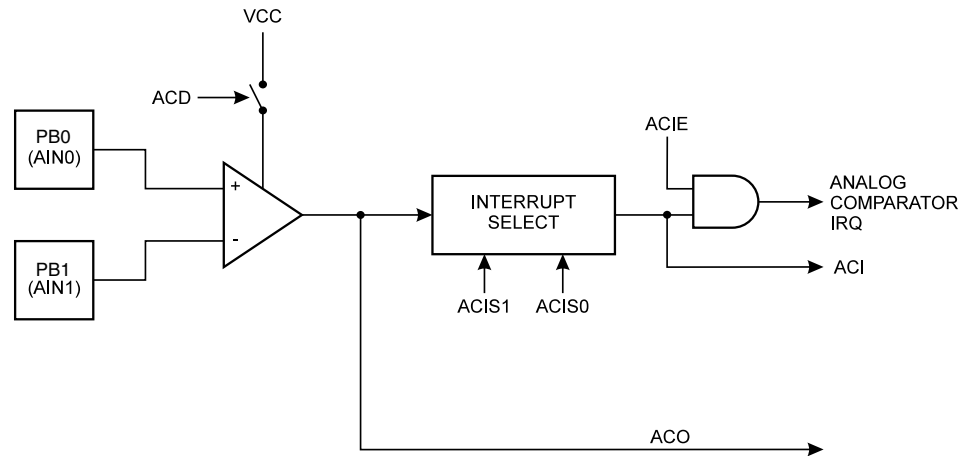 VCC
ACD
PB0
(AIN0)
+
-
PB1
(AIN1)
INTERRUPT
SELECT
ACIS1
ACIS0
ACIE
ANALOG
COMPARATOR
IRQ
ACI
ACO